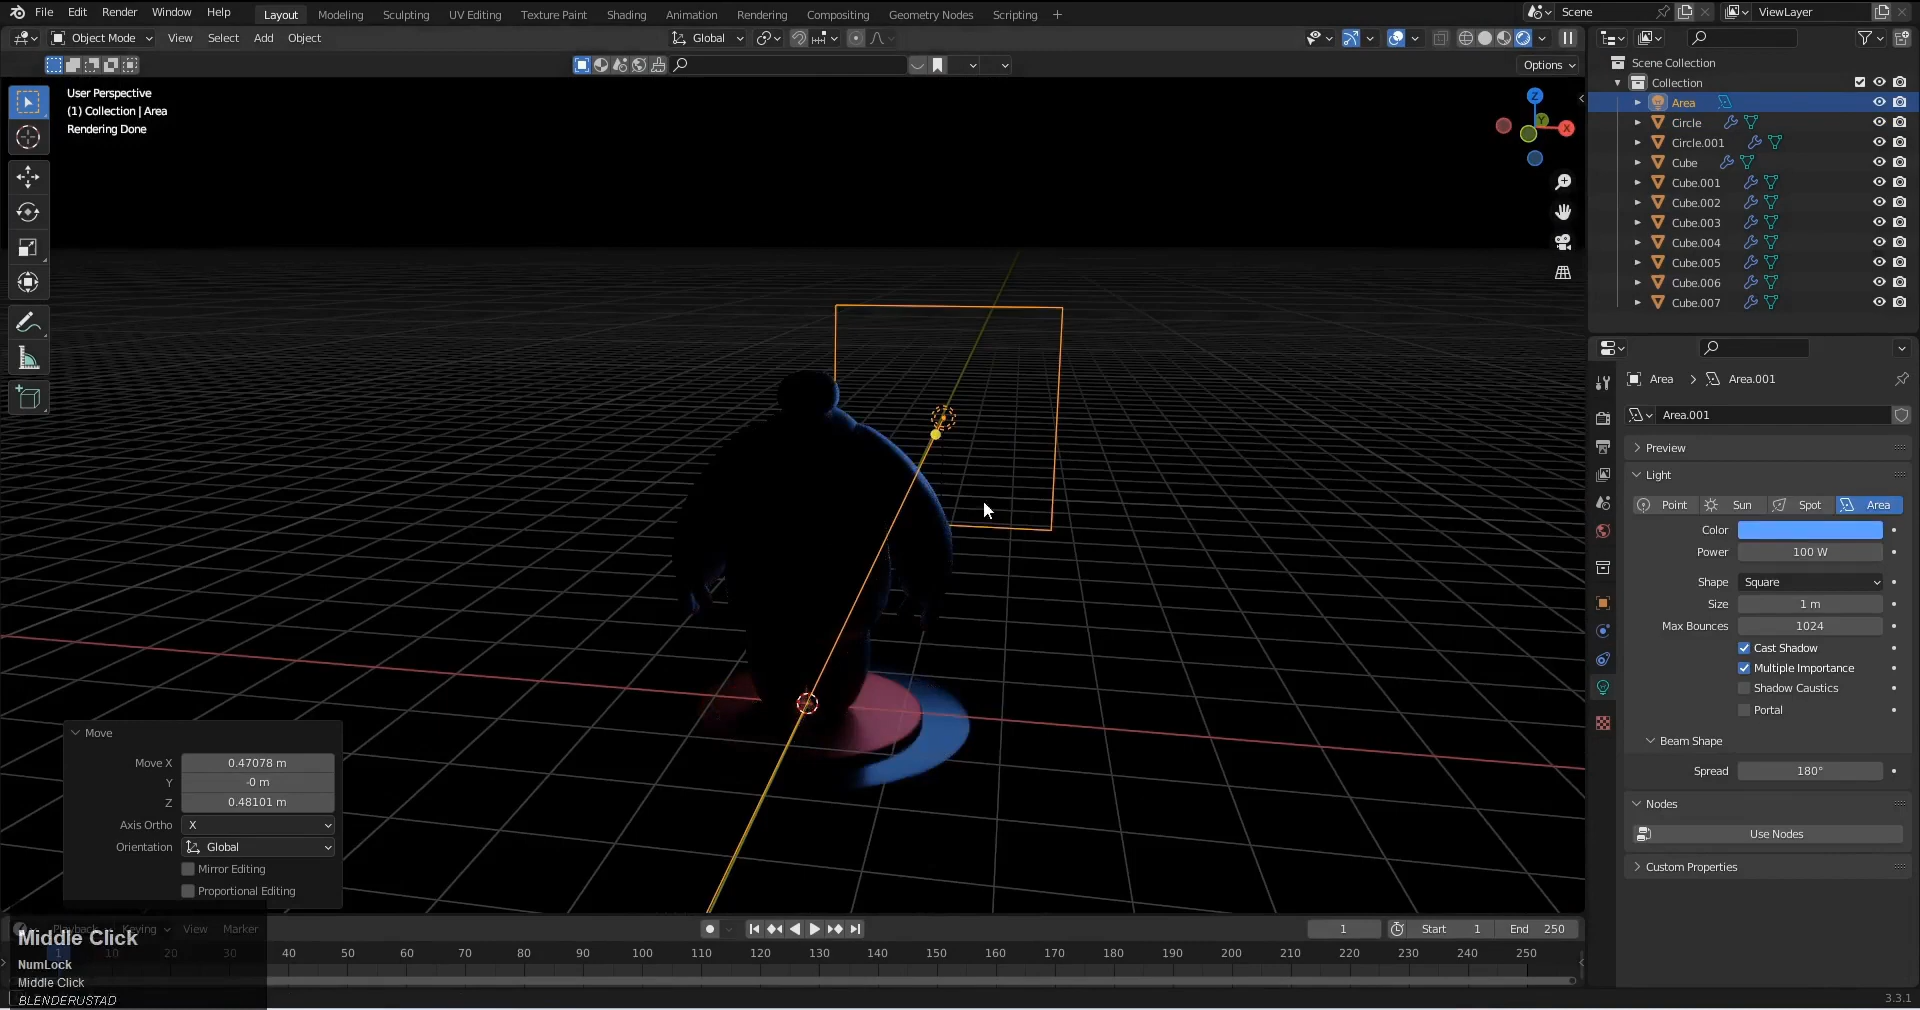 File Edit Render Window Help Layout Modeling Sculpting UV Editing Texture Paint Shading Animation Rendering Compositing Geometry Nodes Scripting + Scene ViewLayer
Object Mode View Select Add Object Global
Options
User Perspective
(1) Collection | Area
Rendering Done
Z
Y
X
Scene Collection
Collection
Area
Circle
Circle.001
Cube
Cube.001
Cube.002
Cube.003
Cube.004
Cube.005
Cube.006
Cube.007
Area > Area.001
Area.001
Preview
Light
Point Sun Spot Area
Color
Power 100 W
Shape Square
Size 1 m
Max Bounces 1024
Cast Shadow
Multiple Importance
Shadow Caustics
Portal
Beam Shape
Spread 180°
Nodes
Use Nodes
Custom Properties
Move
Move X 0.47078 m
Y -0 m
Z 0.48101 m
Axis Ortho X
Orientation Global
Mirror Editing
Proportional Editing
Playback Keying View Marker 1 Start 1 End 250
1 10 20 30 40 50 60 70 80 90 100 110 120 130 140 150 160 170 180 190 200 210 220 230 240 250
Middle Click
NumLock
Middle Click
BLENDERUSTAD
3.3.1